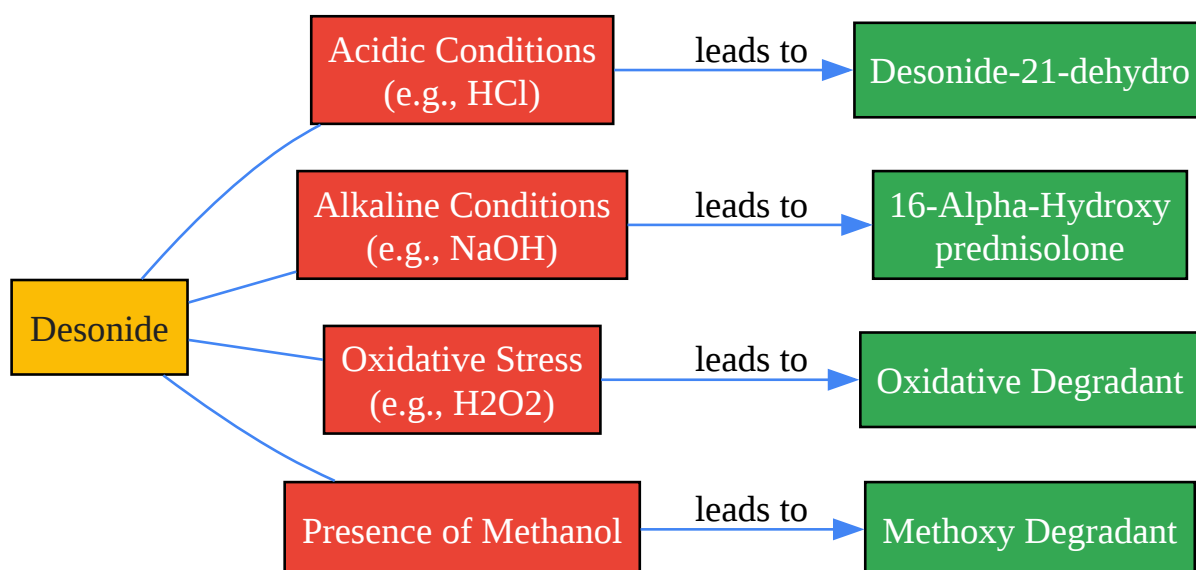 Desonide
Acidic Conditions
(e.g., HCl)
leads to
Desonide-21-dehydro
Alkaline Conditions
(e.g., NaOH)
leads to
16-Alpha-Hydroxy
prednisolone
Oxidative Stress
(e.g., H2O2)
leads to
Oxidative Degradant
Presence of Methanol
leads to
Methoxy Degradant